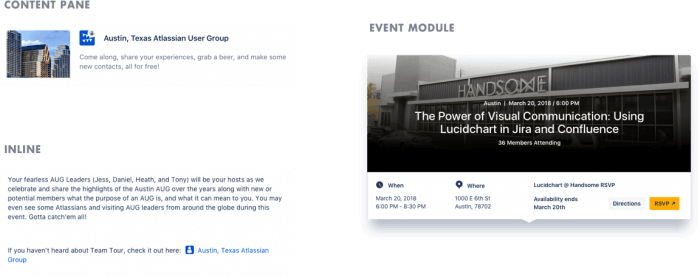 CONTENT PANE
Austin, Texas Atlassian User Group
Come along, share your experiences, grab a beer, and make some
new contacts, all for free!
INLINE
Your fearless AUG Leaders (Jess, Daniel, Heath, and Tony) will be your hosts as we
celebrate and share the highlights of the Austin AUG over the years along with new or
potential members what the purpose of an AUG is, and what it can mean to you. You may
even see some Atlassians and visiting AUG leaders from around the globe during this
event. Gotta catch'em all!
If you haven't heard about Team Tour, check it out here: Austin, Texas Atlassian
Group
EVENT MODULE
HANDSOME
Austin | March 20, 2018 / 6:00 PM
The Power of Visual Communication: Using
Lucidchart in Jira and Confluence
36 Members Attending
When
March 20, 2018
6:00 PM - 8:30 PM
Where
1000 E 6th St
Austin, 78702
Lucidchart @ Handsome RSVP
Availability ends
March 20th
Directions
RSVP ↗